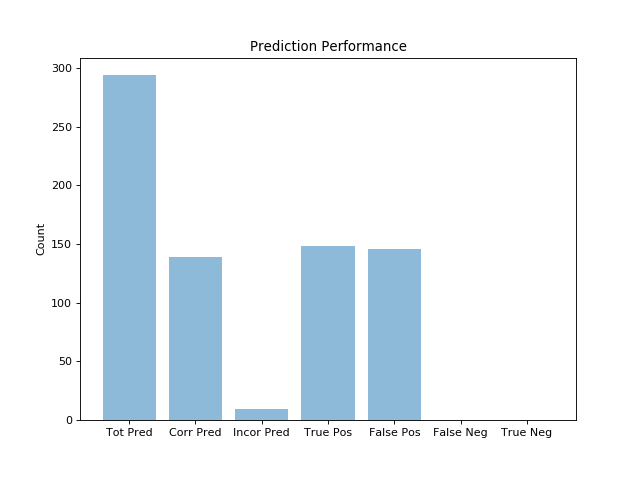 Prediction Performance
300
250
200
150
100
50
0
Count
Tot Pred Corr Pred Incor Pred True Pos False Pos False Neg True Neg